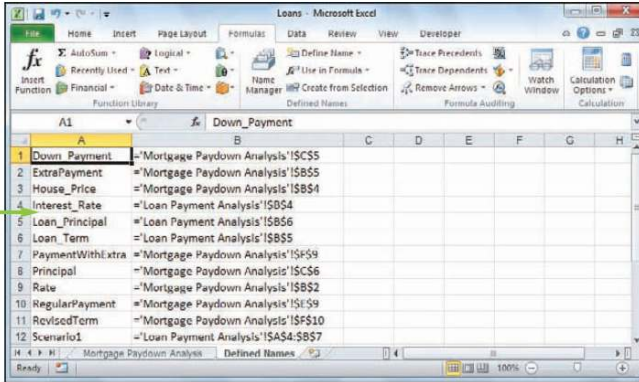 Loans - Microsoft Excel
File Home Insert Page Layout Formulas Data Review View Developer
fx Insert Function
Σ AutoSum
Recently Used
Financial
Logical
Text
Date & Time
Function Library
Name Manager
Define Name
Use in Formula
Create from Selection
Defined Names
Trace Precedents
Trace Dependents
Remove Arrows
Formula Auditing
Watch Window
Calculation Options
Calculation
A1 fx Down_Payment
A B C D E F G H
1 Down_Payment ='Mortgage Paydown Analysis'!$C$5
2 ExtraPayment ='Mortgage Paydown Analysis'!$B$5
3 House_Price ='Mortgage Paydown Analysis'!$B$4
4 Interest_Rate ='Loan Payment Analysis'!$B$4
5 Loan_Principal ='Loan Payment Analysis'!$B$6
6 Loan_Term ='Loan Payment Analysis'!$B$5
7 PaymentWithExtra ='Mortgage Paydown Analysis'!$F$9
8 Principal ='Mortgage Paydown Analysis'!$C$6
9 Rate ='Mortgage Paydown Analysis'!$B$2
10 RegularPayment ='Mortgage Paydown Analysis'!$E$9
11 RevisedTerm ='Mortgage Paydown Analysis'!$F$10
12 Scenario1 ='Loan Payment Analysis'!$A$4:$B$7
Mortgage Paydown Analysis Defined Names
Ready 100%